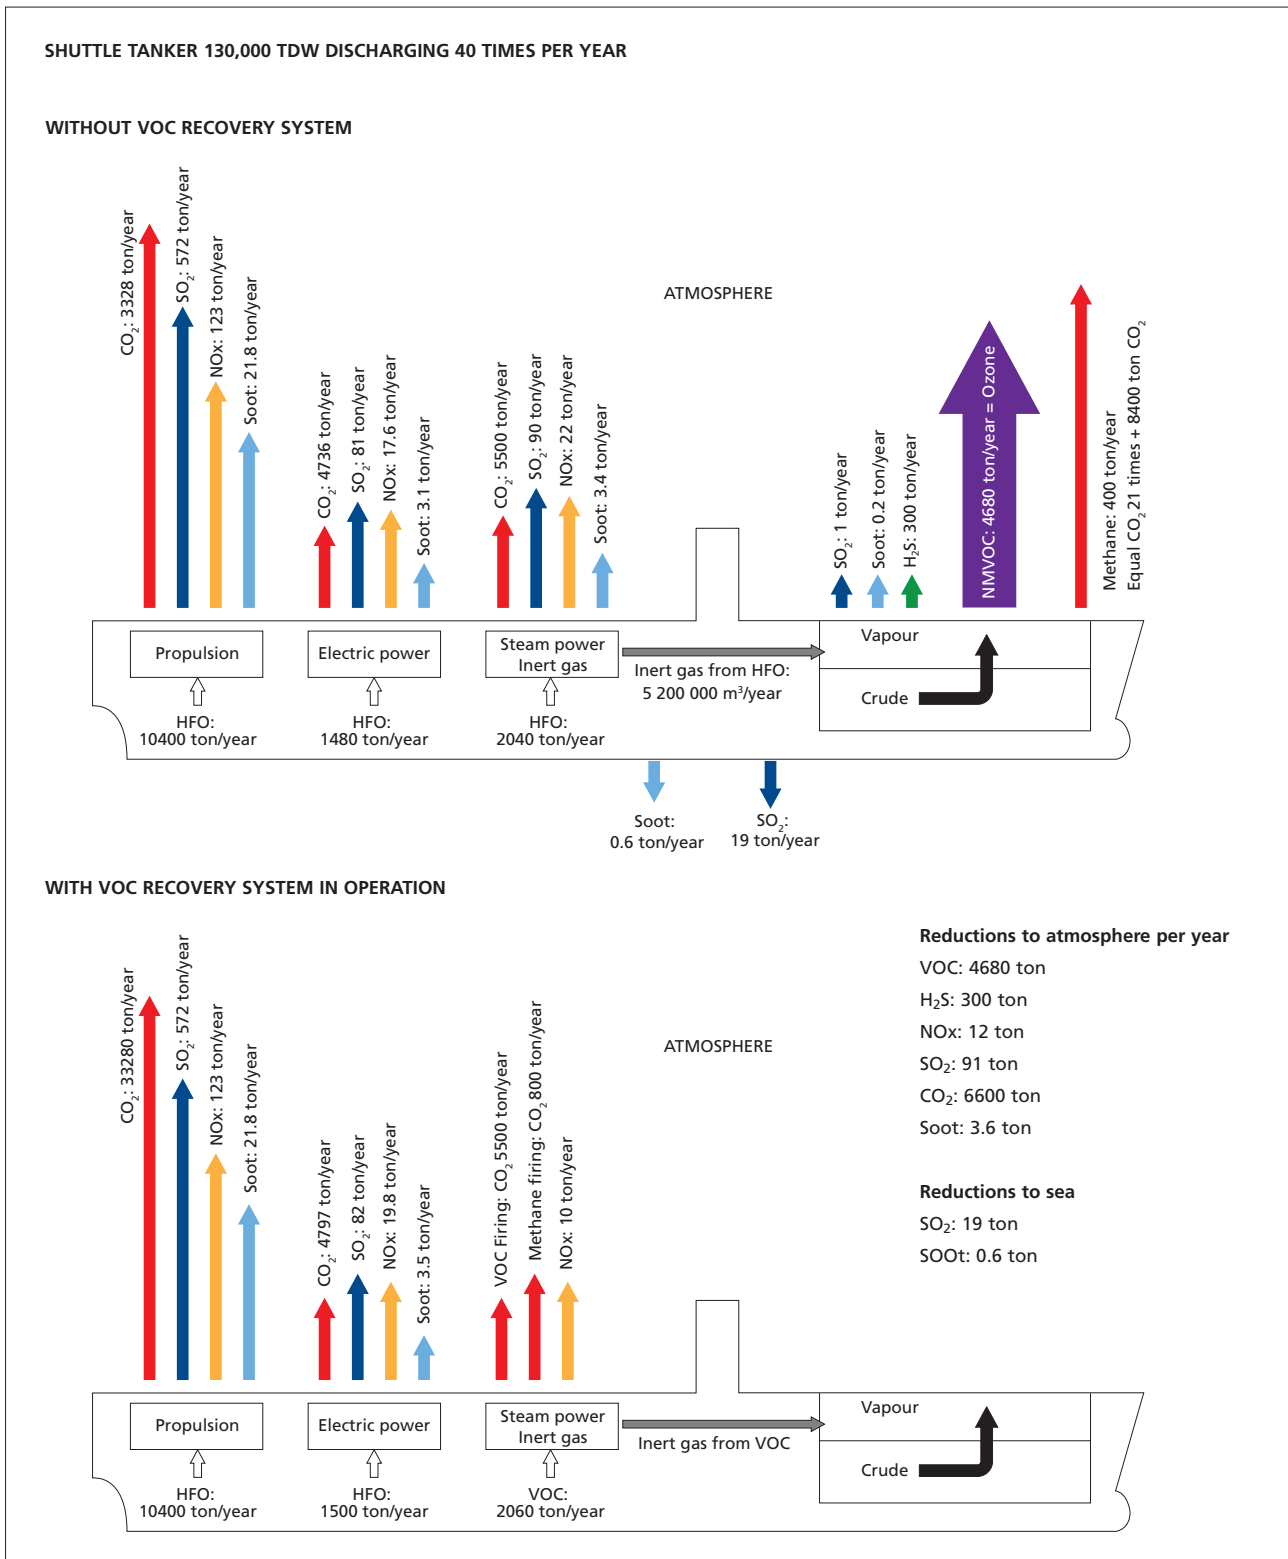 SHUTTLE TANKER 130,000 TDW DISCHARGING 40 TIMES PER YEAR
WITHOUT VOC RECOVERY SYSTEM
CO₂: 3328 ton/year
SO₂: 572 ton/year
NOx: 123 ton/year
Soot: 21.8 ton/year
CO₂: 4736 ton/year
SO₂: 81 ton/year
NOx: 17.6 ton/year
Soot: 3.1 ton/year
CO₂: 5500 ton/year
SO₂: 90 ton/year
NOx: 22 ton/year
Soot: 3.4 ton/year
ATMOSPHERE
SO₂: 1 ton/year
Soot: 0.2 ton/year
H₂S: 300 ton/year
NMVOC: 4680 ton/year = Ozone
Methane: 400 ton/year
Equal CO₂ 21 times + 8400 ton CO₂
Propulsion
Electric power
Steam power
Inert gas
Inert gas from HFO:
5 200 000 m³/year
Vapour
Crude
HFO:
10400 ton/year
HFO:
1480 ton/year
HFO:
2040 ton/year
Soot:
0.6 ton/year
SO₂:
19 ton/year
WITH VOC RECOVERY SYSTEM IN OPERATION
CO₂: 33280 ton/year
SO₂: 572 ton/year
NOx: 123 ton/year
Soot: 21.8 ton/year
CO₂: 4797 ton/year
SO₂: 82 ton/year
NOx: 19.8 ton/year
Soot: 3.5 ton/year
VOC Firing: CO₂ 5500 ton/year
Methane firing: CO₂ 800 ton/year
NOx: 10 ton/year
ATMOSPHERE
Reductions to atmosphere per year
VOC: 4680 ton
H₂S: 300 ton
NOx: 12 ton
SO₂: 91 ton
CO₂: 6600 ton
Soot: 3.6 ton
Reductions to sea
SO₂: 19 ton
SOOt: 0.6 ton
Propulsion
Electric power
Steam power
Inert gas
Inert gas from VOC
Vapour
Crude
HFO:
10400 ton/year
HFO:
1500 ton/year
VOC:
2060 ton/year